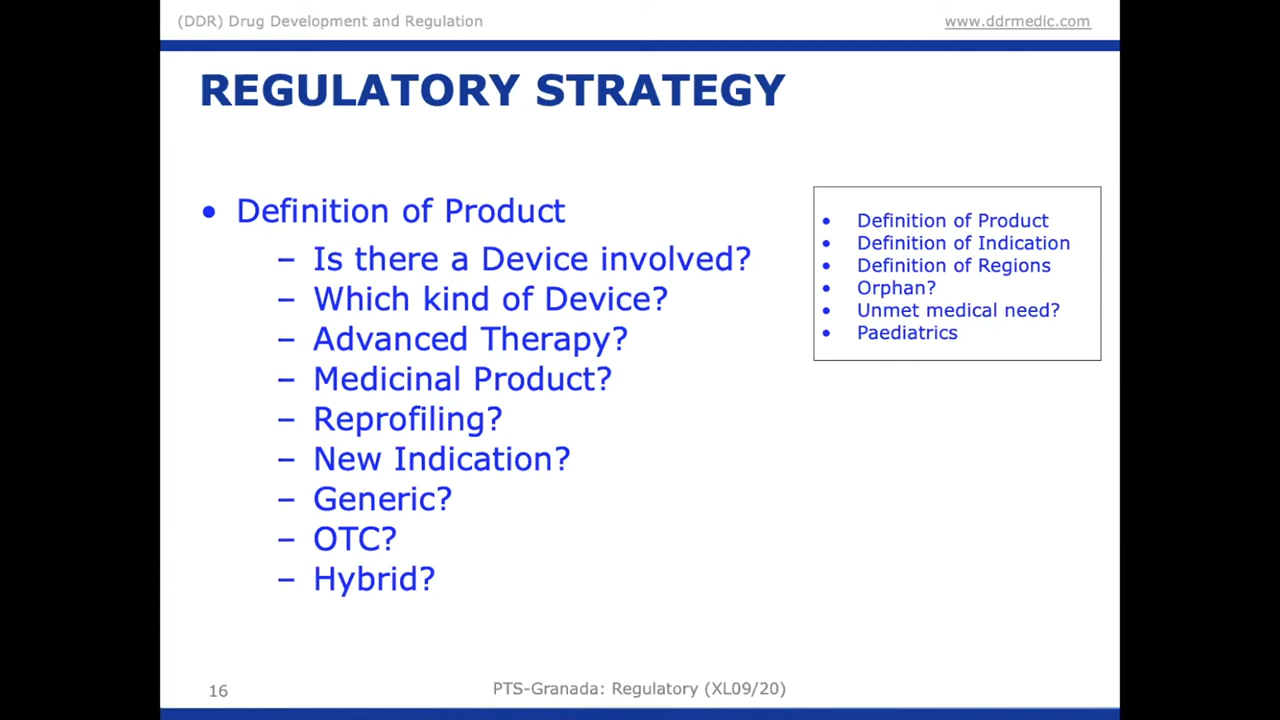 (DDR) Drug Development and Regulation
www.ddrmedic.com
REGULATORY STRATEGY
• Definition of Product
– Is there a Device involved?
– Which kind of Device?
– Advanced Therapy?
– Medicinal Product?
– Reprofiling?
– New Indication?
– Generic?
– OTC?
– Hybrid?
• Definition of Product
• Definition of Indication
• Definition of Regions
• Orphan?
• Unmet medical need?
• Paediatrics
16
PTS-Granada: Regulatory (XL09/20)